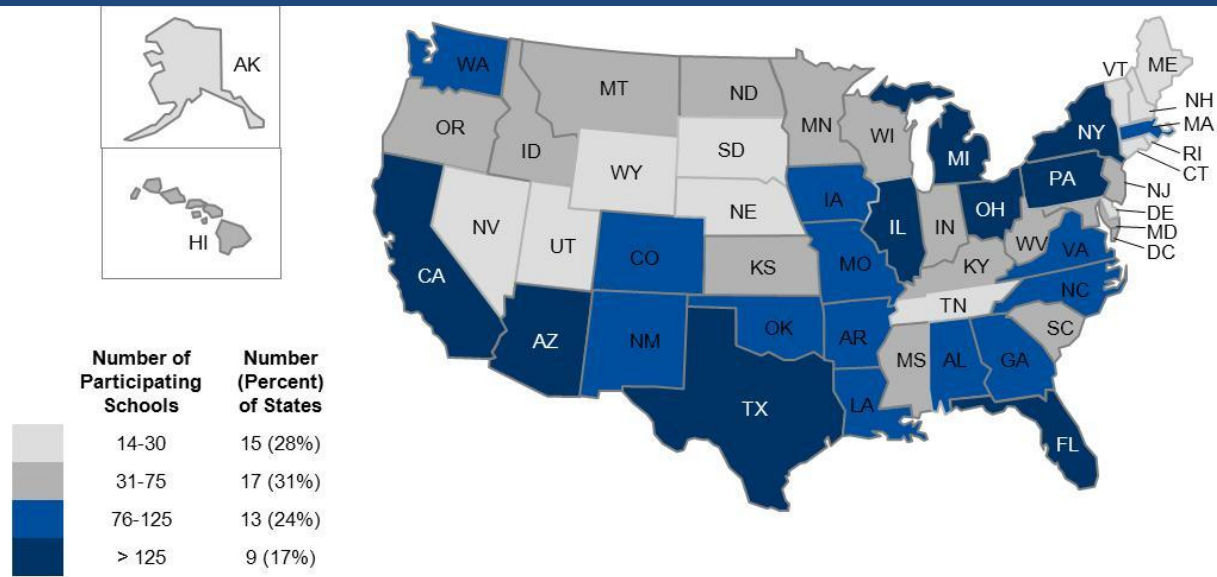 AK
HI
WA
OR
ID
MT
ND
MN
WI
MI
NY
VT
ME
NH
MA
RI
CT
PA
NJ
DE
MD
DC
WY
SD
NE
IA
IL
IN
OH
WV
VA
NV
UT
CO
KS
MO
KY
NC
CA
AZ
NM
OK
AR
TN
SC
MS
AL
GA
TX
LA
FL
Number of
Participating
Schools
Number
(Percent)
of States
14-30 15 (28%)
31-75 17 (31%)
76-125 13 (24%)
> 125 9 (17%)